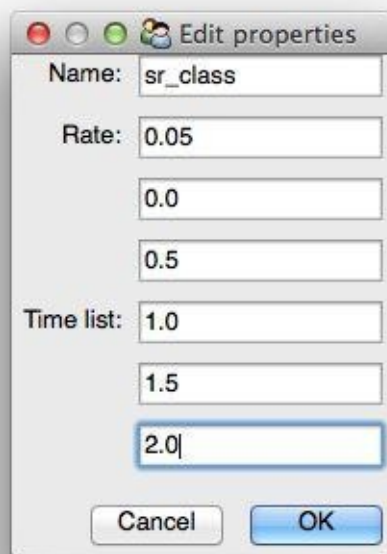 Edit properties
Name: sr_class
Rate: 0.05
0.0
0.5
Time list: 1.0
1.5
2.0
Cancel OK